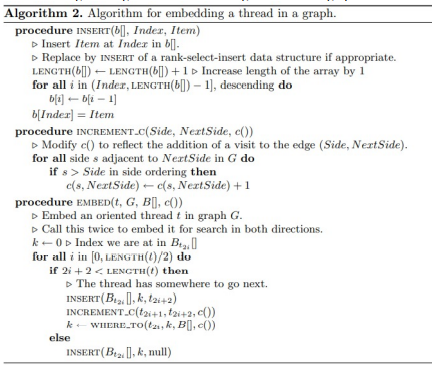 Algorithm 2. Algorithm for embedding a thread in a graph.
procedure INSERT(b[], Index, Item)
▷ Insert Item at Index in b[].
▷ Replace by INSERT of a rank-select-insert data structure if appropriate.
LENGTH(b[]) ← LENGTH(b[]) + 1 ▷ Increase length of the array by 1
for all i in (Index, LENGTH(b[]) − 1], descending do
b[i] ← b[i − 1]
b[Index] = Item
procedure INCREMENT_C(Side, NextSide, c())
▷ Modify c() to reflect the addition of a visit to the edge (Side, NextSide).
for all side s adjacent to NextSide in G do
if s > Side in side ordering then
c(s, NextSide) ← c(s, NextSide) + 1
procedure EMBED(t, G, B[], c())
▷ Embed an oriented thread t in graph G.
▷ Call this twice to embed it for search in both directions.
k ← 0 ▷ Index we are at in B_{t_{2i}}[]
for all i in [0, LENGTH(t)/2) do
if 2i + 2 < LENGTH(t) then
▷ The thread has somewhere to go next.
INSERT(B_{t_{2i}}[], k, t_{2i+2})
INCREMENT_C(t_{2i+1}, t_{2i+2}, c())
k ← WHERE_TO(t_{2i}, k, B[], c())
else
INSERT(B_{t_{2i}}[], k, null)